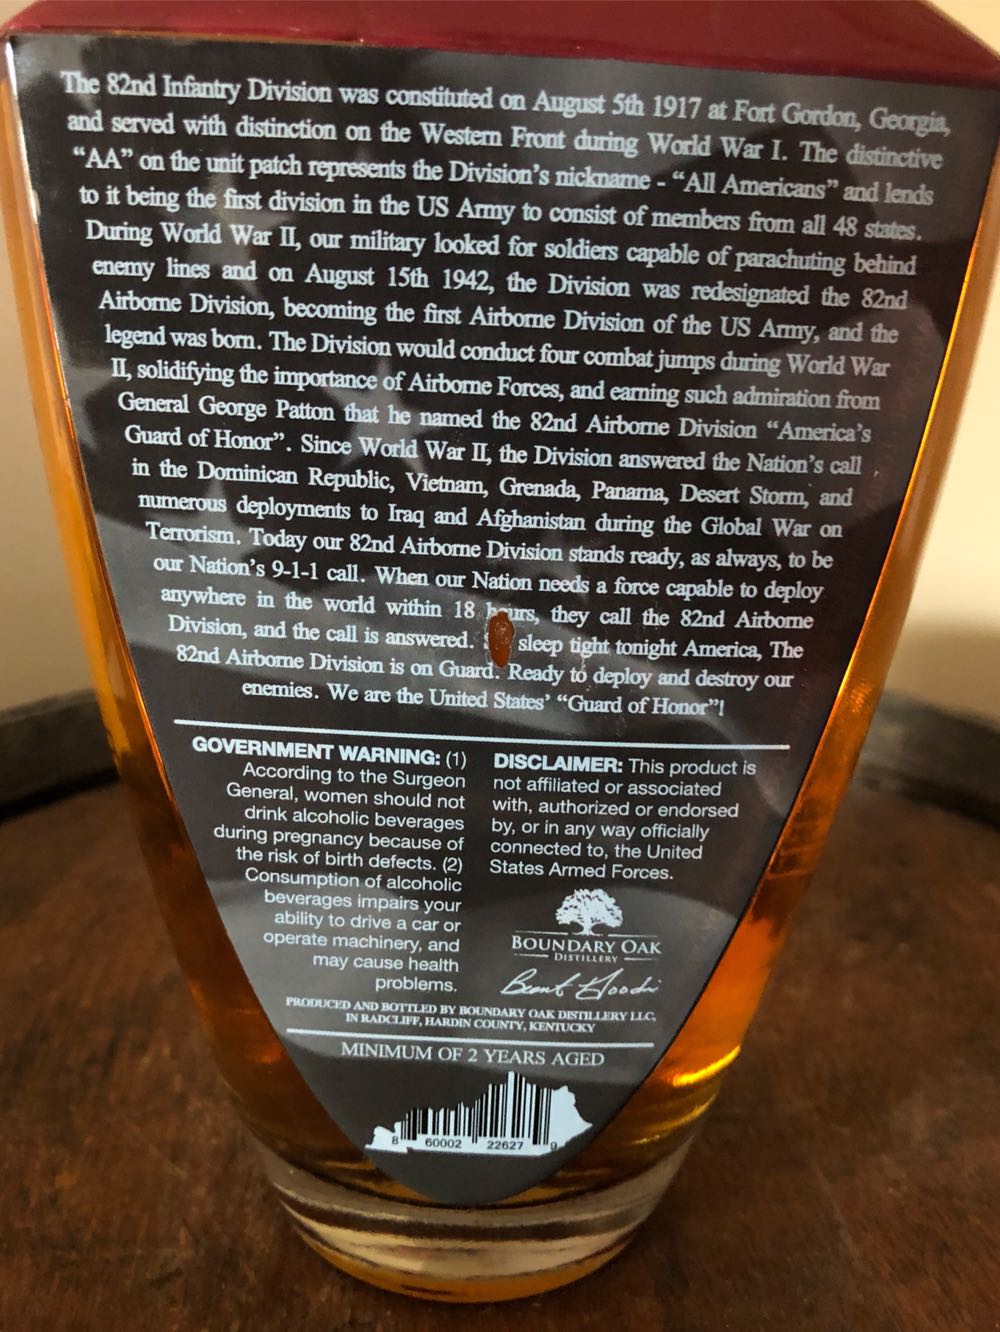 The 82nd Infantry Division was constituted on August 5th 1917 at Fort Gordon, Georgia,
and served with distinction on the Western Front during World War I. The distinctive
“AA” on the unit patch represents the Division’s nickname - “All Americans” and lends
to it being the first division in the US Army to consist of members from all 48 states.
During World War II, our military looked for soldiers capable of parachuting behind
enemy lines and on August 15th 1942, the Division was redesignated the 82nd
Airborne Division, becoming the first Airborne Division of the US Army, and the
legend was born. The Division would conduct four combat jumps during World War
II, solidifying the importance of Airborne Forces, and earning such admiration from
General George Patton that he named the 82nd Airborne Division “America’s
Guard of Honor”. Since World War II, the Division answered the Nation’s call
in the Dominican Republic, Vietnam, Grenada, Panama, Desert Storm, and
numerous deployments to Iraq and Afghanistan during the Global War on
Terrorism. Today our 82nd Airborne Division stands ready, as always, to be
our Nation’s 9-1-1 call. When our Nation needs a force capable to deploy
anywhere in the world within 18 hours, they call the 82nd Airborne
Division, and the call is answered. sleep tight tonight America, The
82nd Airborne Division is on Guard. Ready to deploy and destroy our
enemies. We are the United States’ “Guard of Honor”!
GOVERNMENT WARNING: (1)
According to the Surgeon
General, women should not
drink alcoholic beverages
during pregnancy because of
the risk of birth defects. (2)
Consumption of alcoholic
beverages impairs your
ability to drive a car or
operate machinery, and
may cause health
problems.
DISCLAIMER: This product is
not affiliated or associated
with, authorized or endorsed
by, or in any way officially
connected to, the United
States Armed Forces.
BOUNDARY OAK
DISTILLERY
Brent Goodin
PRODUCED AND BOTTLED BY BOUNDARY OAK DISTILLERY LLC,
IN RADCLIFF, HARDIN COUNTY, KENTUCKY
MINIMUM OF 2 YEARS AGED
8 60002 22627 9